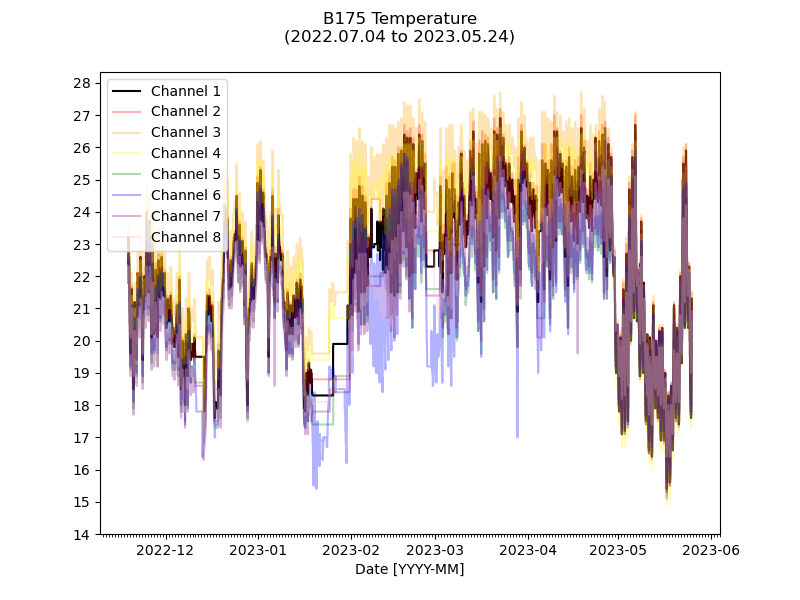 B175 Temperature
(2022.07.04 to 2023.05.24)
28
27
26
25
24
23
22
21
20
19
18
17
16
15
14
Channel 1
Channel 2
Channel 3
Channel 4
Channel 5
Channel 6
Channel 7
Channel 8
2022-12 2023-01 2023-02 2023-03 2023-04 2023-05 2023-06
Date [YYYY-MM]